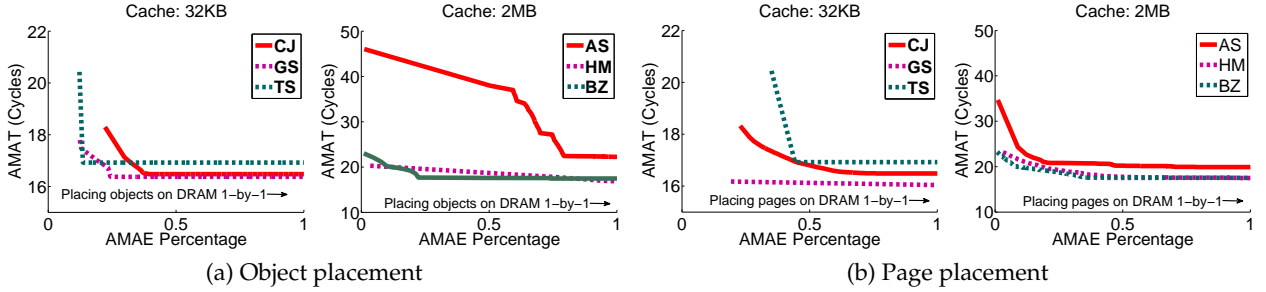 Cache: 32KB
22
20
18
16
AMAT (Cycles)
CJ
GS
TS
Placing objects on DRAM 1−by−1
0
0.5
1
AMAE Percentage
Cache: 2MB
50
40
30
20
10
AMAT (Cycles)
AS
HM
BZ
Placing objects on DRAM 1−by−1
0
0.5
1
AMAE Percentage
(a) Object placement
Cache: 32KB
22
20
18
16
AMAT (Cycles)
CJ
GS
TS
Placing pages on DRAM 1−by−1
0
0.5
1
AMAE Percentage
Cache: 2MB
50
40
30
20
10
AMAT (Cycles)
AS
HM
BZ
Placing pages on DRAM 1−by−1
0
0.5
1
AMAE Percentage
(b) Page placement